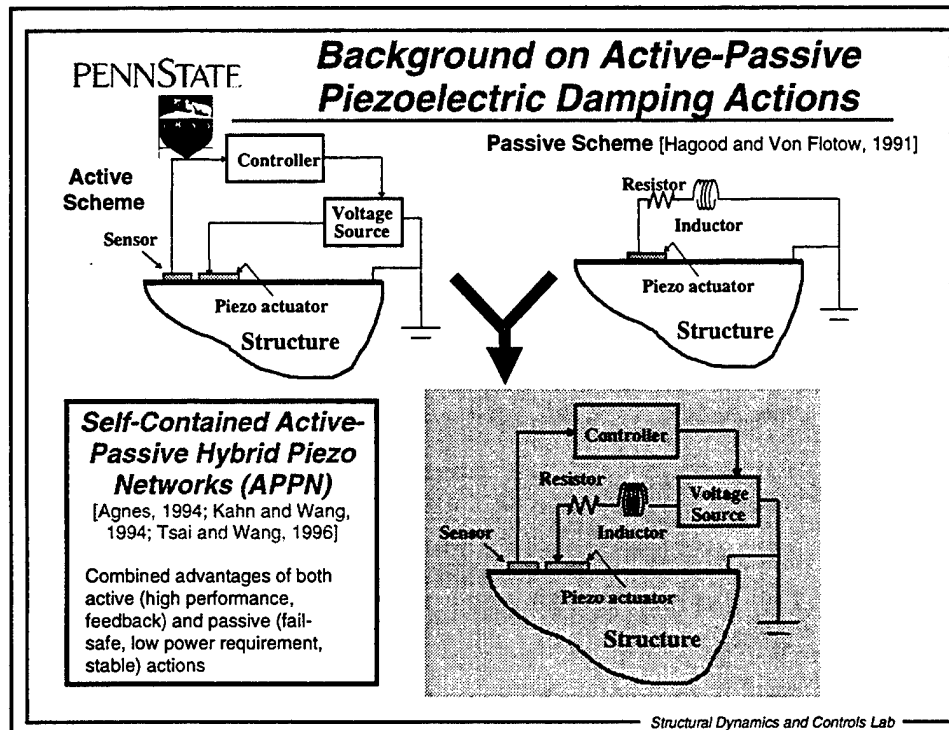 PENNSTATE
Background on Active-Passive
Piezoelectric Damping Actions
Passive Scheme [Hagood and Von Flotow, 1991]
Active
Scheme
Controller
Voltage
Source
Sensor
Piezo actuator
Structure
Resistor
Inductor
Piezo actuator
Structure
Self-Contained Active-
Passive Hybrid Piezo
Networks (APPN)
[Agnes, 1994; Kahn and Wang,
1994; Tsai and Wang, 1996]
Combined advantages of both
active (high performance,
feedback) and passive (fail-
safe, low power requirement,
stable) actions
Controller
Resistor
Voltage
Source
Inductor
Sensor
Piezo actuator
Structure
Structural Dynamics and Controls Lab